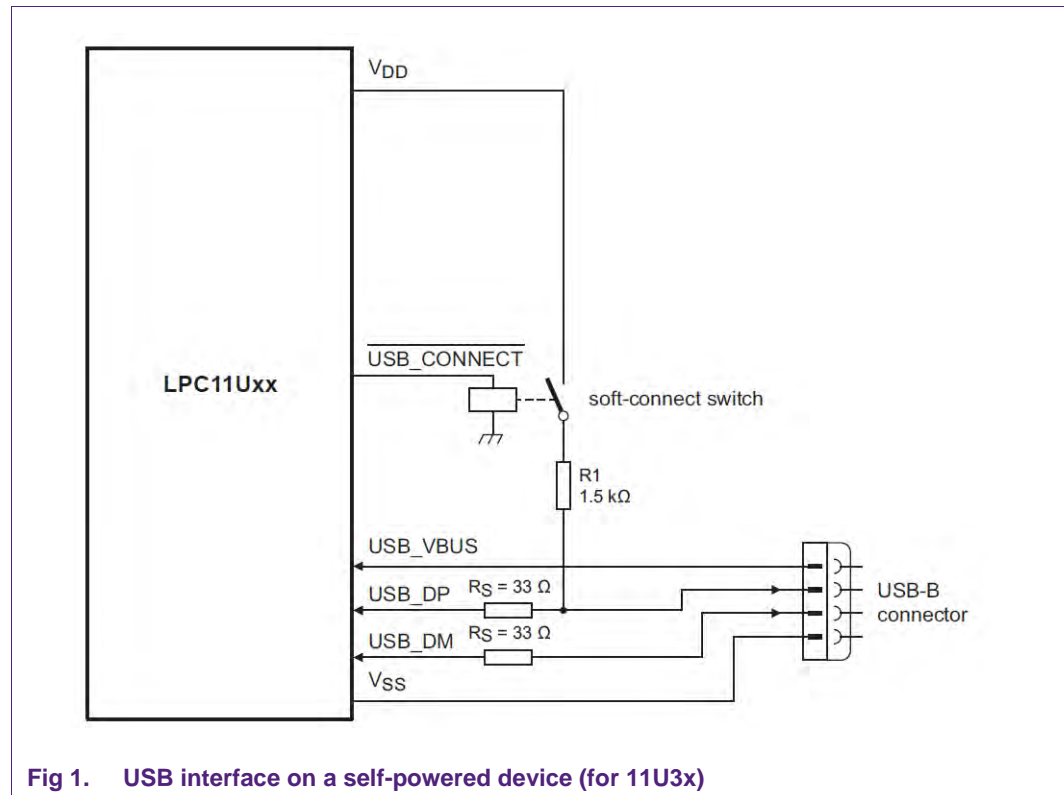 VDD
USB_CONNECT
LPC11Uxx
soft-connect switch
R1
1.5 kΩ
USB_VBUS
USB_DP
RS = 33 Ω
USB-B
connector
RS = 33 Ω
USB_DM
VSS
Fig 1. USB interface on a self-powered device (for 11U3x)